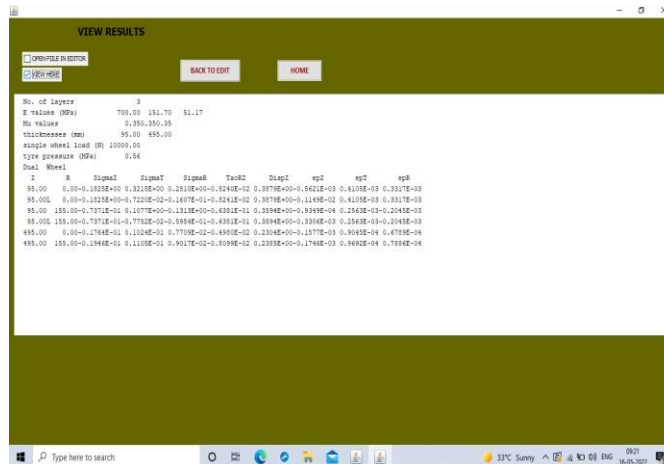 VIEW RESULTS
OPEN FILE IN EDITOR
VIEW HERE
BACK TO EDIT
HOME
No. of layers 3
E values (MPa) 700.00 151.70 51.17
Mu values 0.350.350.35
thicknesses (mm) 95.00 495.00
single wheel load (N) 10000.00
tyre pressure (MPa) 0.56
Dual Wheel
Z R SigmaZ SigmaT SigmaR TaoRZ DispZ epZ epT epR
95.00 0.00-0.1825E+00 0.3218E+00 0.2810E+00-0.8240E-02 0.3879E+00-0.5621E-03 0.4105E-03 0.3317E-03
95.00L 0.00-0.1825E+00-0.7220E-02-0.1607E-01-0.8241E-02 0.3879E+00-0.1149E-02 0.4105E-03 0.3317E-03
95.00 155.00-0.7371E-01 0.1077E+00-0.1313E+00-0.6381E-01 0.3594E+00-0.9349E-04 0.2563E-03-0.2045E-03
95.00L 155.00-0.7371E-01-0.7752E-02-0.5954E-01-0.6381E-01 0.3594E+00-0.3306E-03 0.2563E-03-0.2045E-03
495.00 0.00-0.1764E-01 0.1024E-01 0.7709E-02-0.4980E-02 0.2304E+00-0.1577E-03 0.9045E-04 0.6789E-04
495.00 155.00-0.1946E-01 0.1105E-01 0.9017E-02-0.8099E-02 0.2385E+00-0.1746E-03 0.9692E-04 0.7886E-04
Type here to search
33°C Sunny
ENG
09:21
16-05-2022